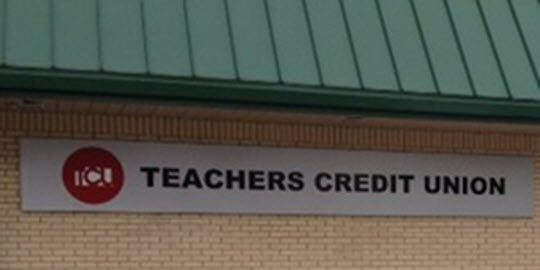 TCU TEACHERS CREDIT UNION